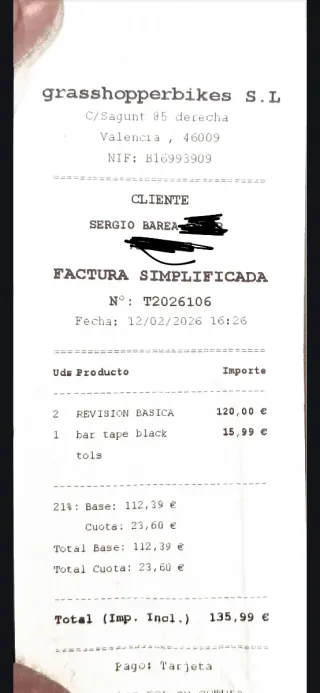 grasshopperbikes S.L
C/Sagunt 85 derecha
Valencia , 46009
NIF: B16993909
CLIENTE
SERGIO BAREA
FACTURA SIMPLIFICADA
Nº: T2026106
Fecha: 12/02/2026 16:26
Uds Producto Importe
2 REVISION BASICA 120,00 €
1 bar tape black 15,99 €
tols
21%: Base: 112,39 €
Cuota: 23,60 €
Total Base: 112,39 €
Total Cuota: 23,60 €
Total (Imp. Incl.) 135,99 €
Pago: Tarjeta